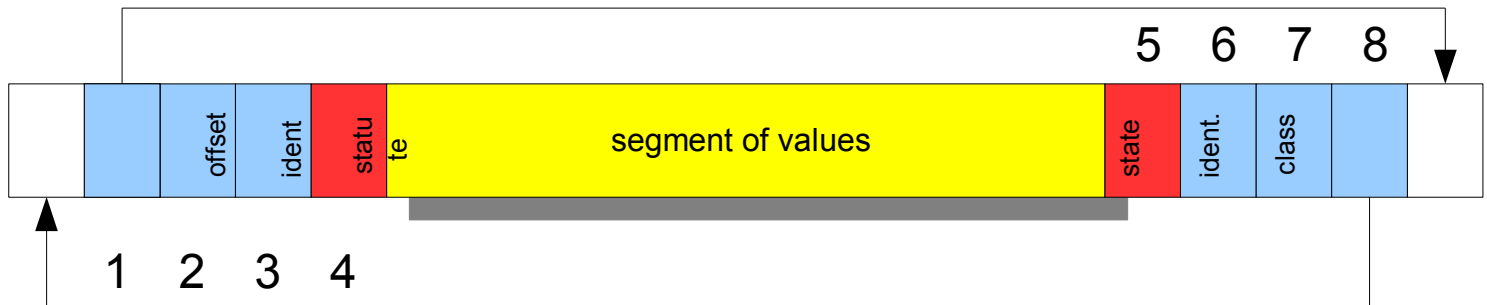 5 6 7 8
offset
ident
statu
te
segment of values
state
ident.
class
1 2 3 4